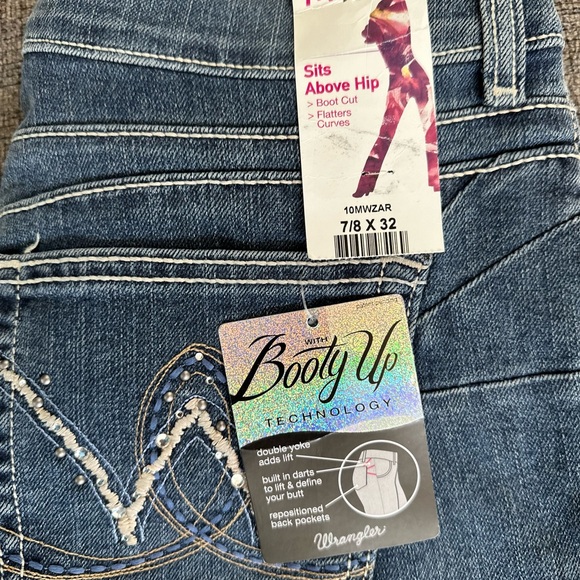 Sits
Above Hip
> Boot Cut
> Flatters
Curves
10MWZAR
7/8 X 32
WITH
Booty Up
TECHNOLOGY
double yoke
adds lift
built in darts
to lift & define
your butt
repositioned
back pockets
Wrangler